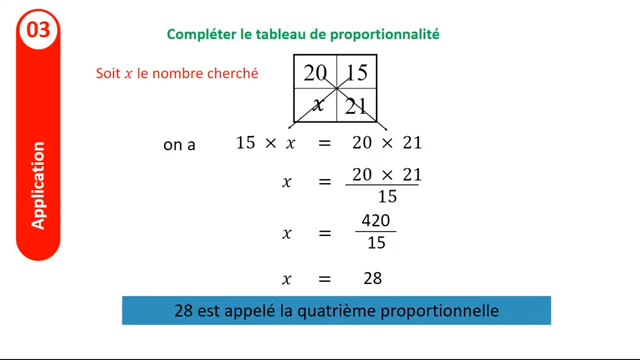 03
Application
Compléter le tableau de proportionnalité
Soit x le nombre cherché
20 15
x 21
on a 15 × x = 20 × 21
x = 20 × 21 / 15
x = 420 / 15
x = 28
28 est appelé la quatrième proportionnelle